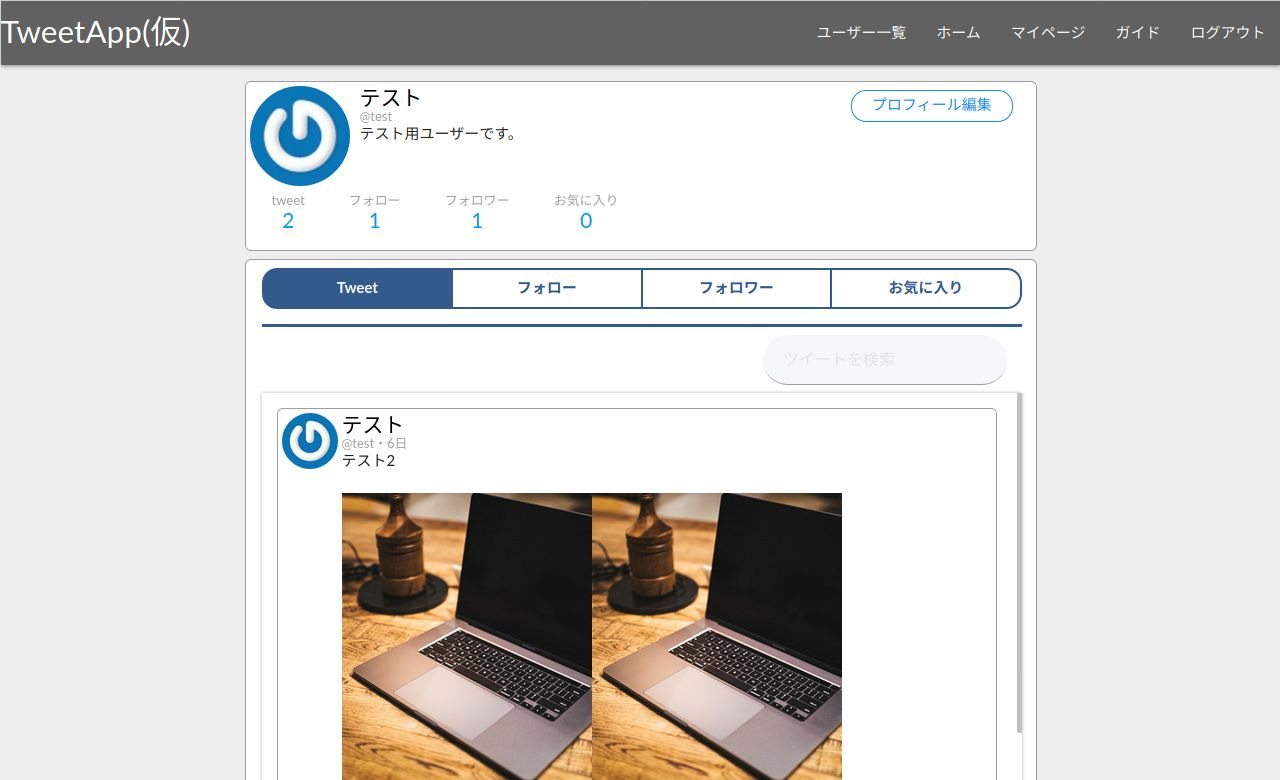 TweetApp(仮)
ユーザー一覧 ホーム マイページ ガイド ログアウト
テスト
プロフィール編集
@test
テスト用ユーザーです。
tweet フォロー フォロワー お気に入り
2 1 1 0
Tweet フォロー フォロワー お気に入り
ツイートを検索
テスト
@test・6日
テスト2